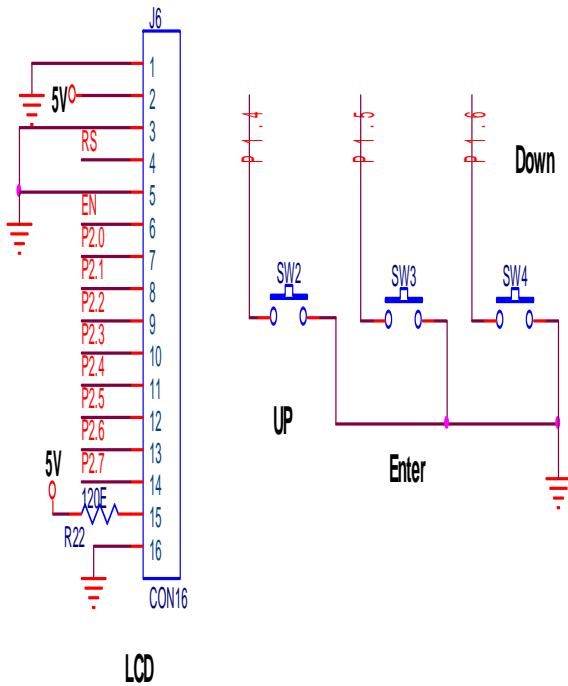 J6
1
5V
2
3
RS
4
5
EN
6
P2.0
7
P2.1
8
P2.2
9
P2.3
10
P2.4
11
P2.5
12
P2.6
13
P2.7
14
5V
120E
15
R22
16
CON16
LCD
P1.4
P1.5
P1.6
Down
SW2
SW3
SW4
UP
Enter